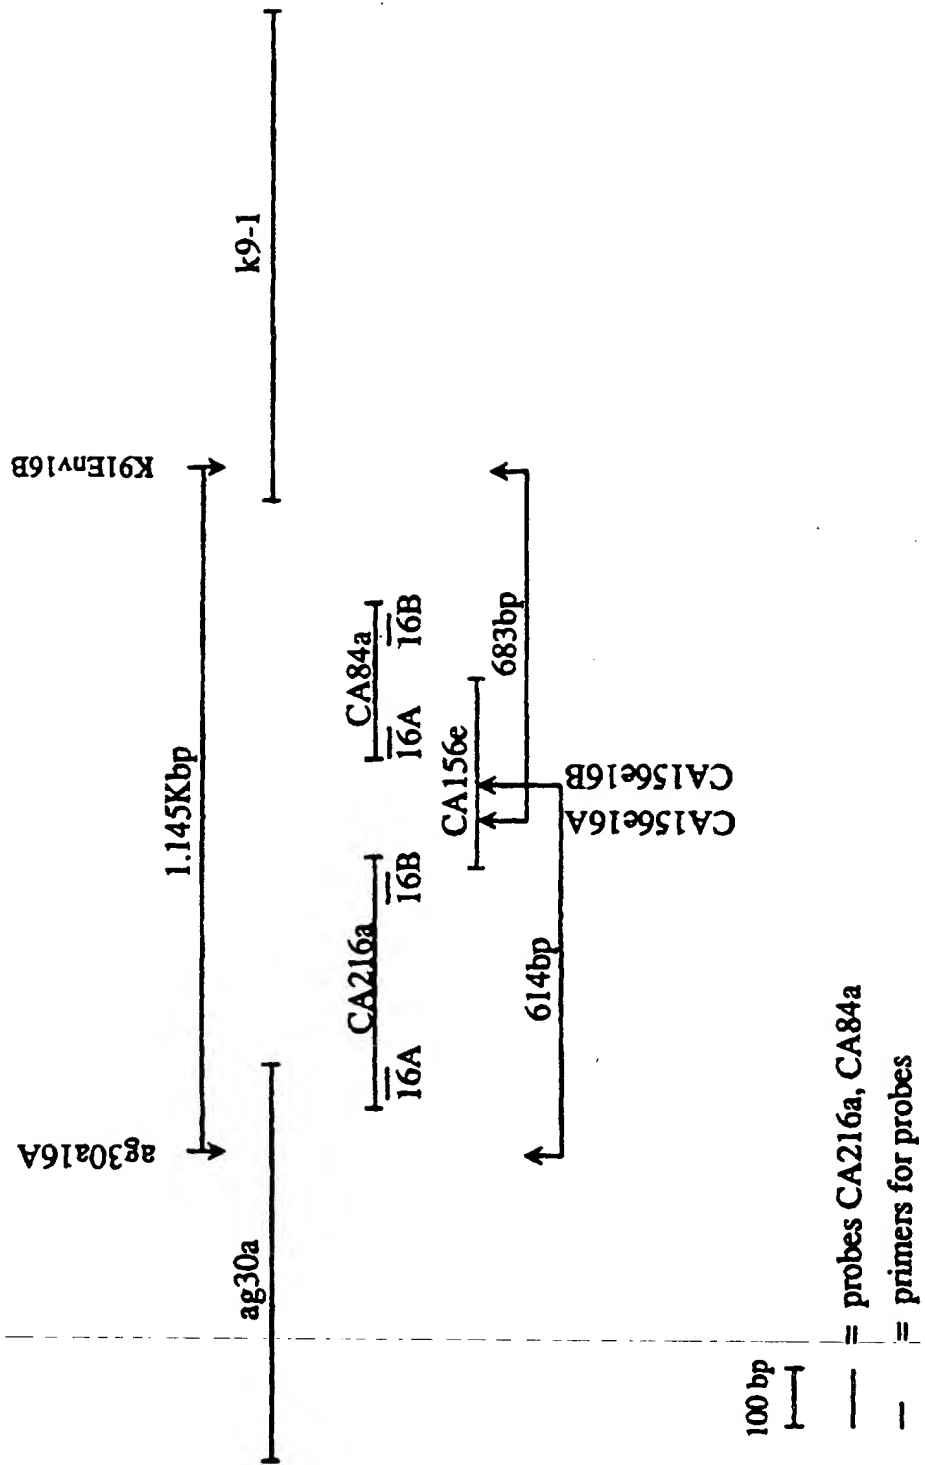 ag30a16A
K91Env16B
1.145Kbp
ag30a
k9-1
CA216a
CA84a
16A
16B
16A
16B
CA156e
CA156e16A
CA156e16B
683bp
614bp
100 bp
= probes CA216a, CA84a
= primers for probes